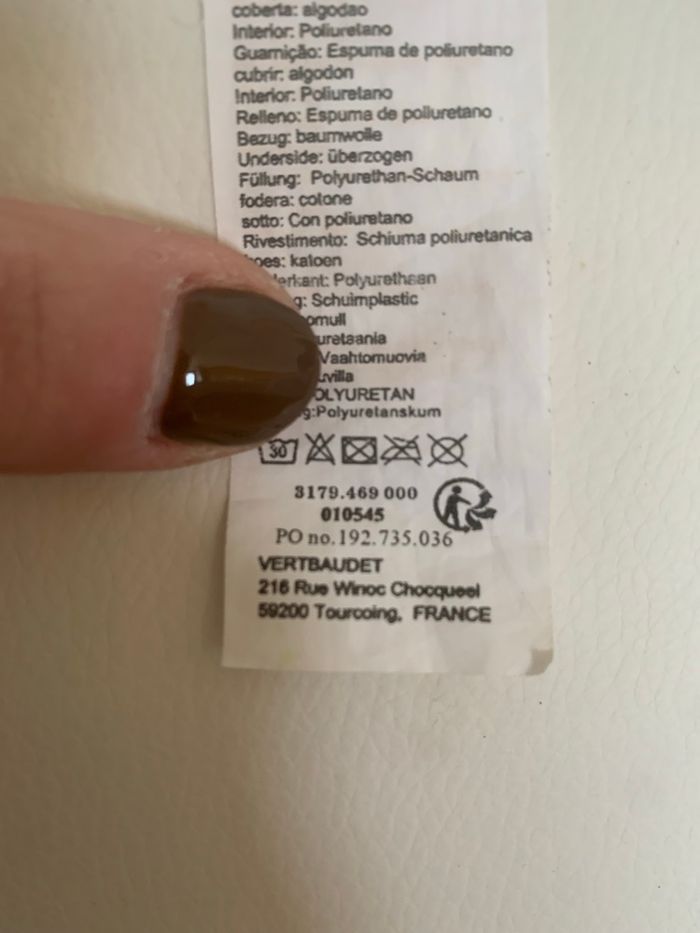 coberta: algodao
Interior: Poliuretano
Guarnição: Espuma de poliuretano
cubrir: algodon
Interior: Poliuretano
Relleno: Espuma de poliuretano
Bezug: baumwolle
Underside: überzogen
Füllung: Polyurethan-Schaum
fodera: cotone
sotto: Con poliuretano
Rivestimento: Schiuma poliuretanica
katoen
Polyurethaan
Schuimplastic
Vaahtomuovia
POLYURETAN
Polyuretanskum
30
3179.469 000
010545
PO no.192.735.036
VERTBAUDET
216 Rue Winoc Chocqueel
59200 Tourcoing, FRANCE